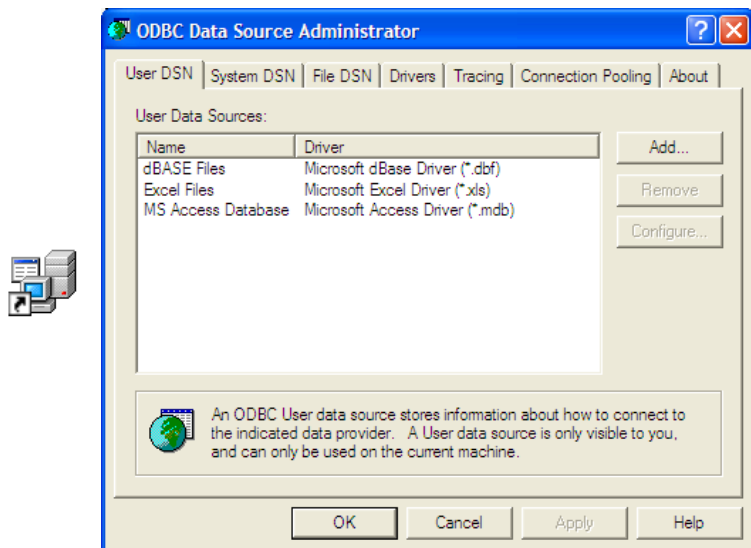 ODBC Data Source Administrator
User DSN System DSN File DSN Drivers Tracing Connection Pooling About
User Data Sources:
Name Driver
dBASE Files Microsoft dBase Driver (*.dbf)
Excel Files Microsoft Excel Driver (*.xls)
MS Access Database Microsoft Access Driver (*.mdb)
Add...
Remove
Configure...
An ODBC User data source stores information about how to connect to
the indicated data provider. A User data source is only visible to you,
and can only be used on the current machine.
OK Cancel Apply Help